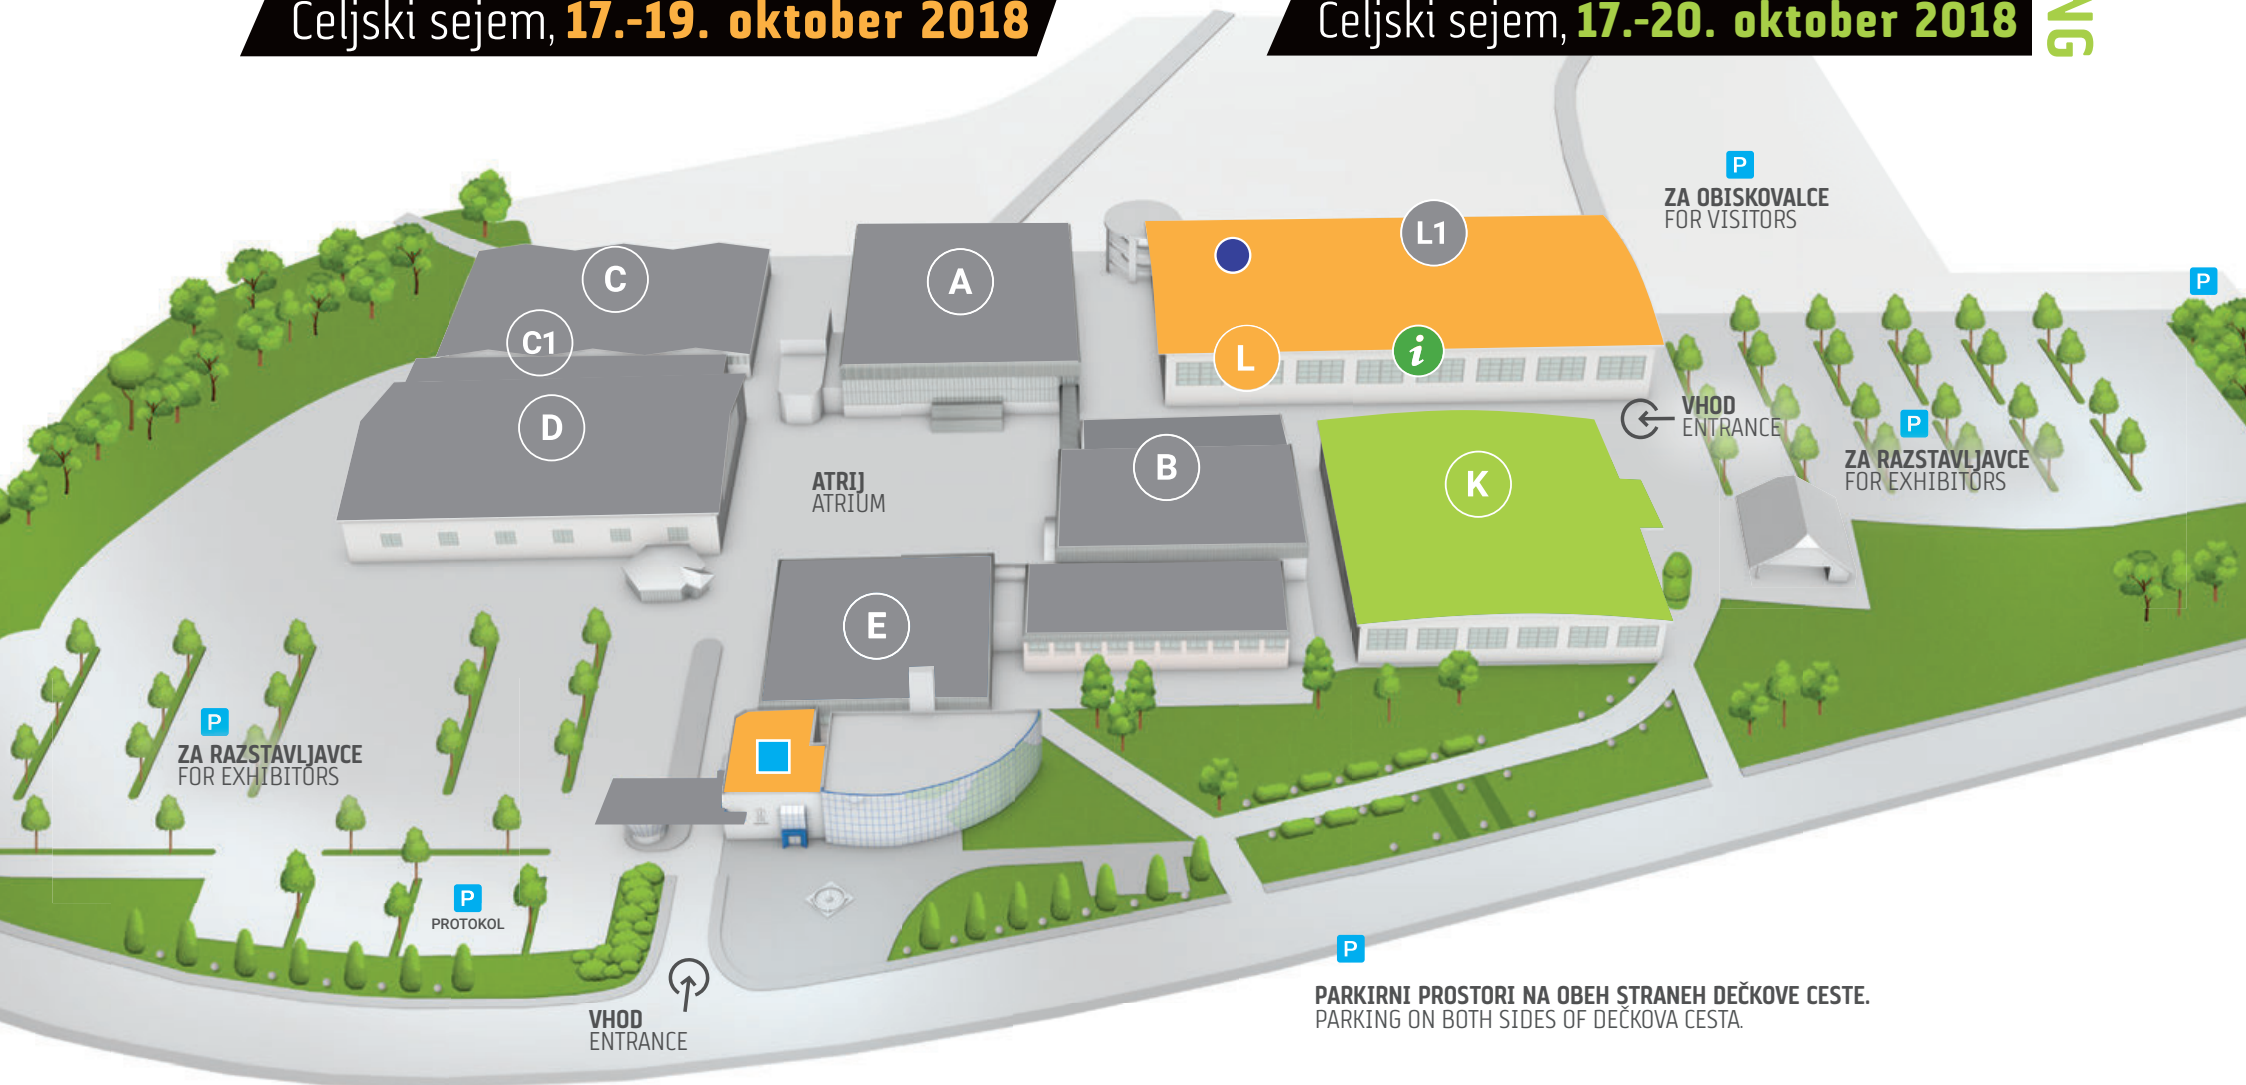 Celjski sejem, 17.-19. oktober 2018
Celjski sejem, 17.-20. oktober 2018
NG
P
ZA OBISKOVALCE
FOR VISITORS
L1
C
A
P
C1
L
i
VHOD
ENTRANCE
D
P
ZA RAZSTAVLJAVCE
FOR EXHIBITORS
B
K
ATRIJ
ATRIUM
E
P
ZA RAZSTAVLJAVCE
FOR EXHIBITORS
P
PROTOKOL
P
PARKIRNI PROSTORI NA OBEH STRANEH DEČKOVE CESTE.
PARKING ON BOTH SIDES OF DEČKOVA CESTA.
VHOD
ENTRANCE